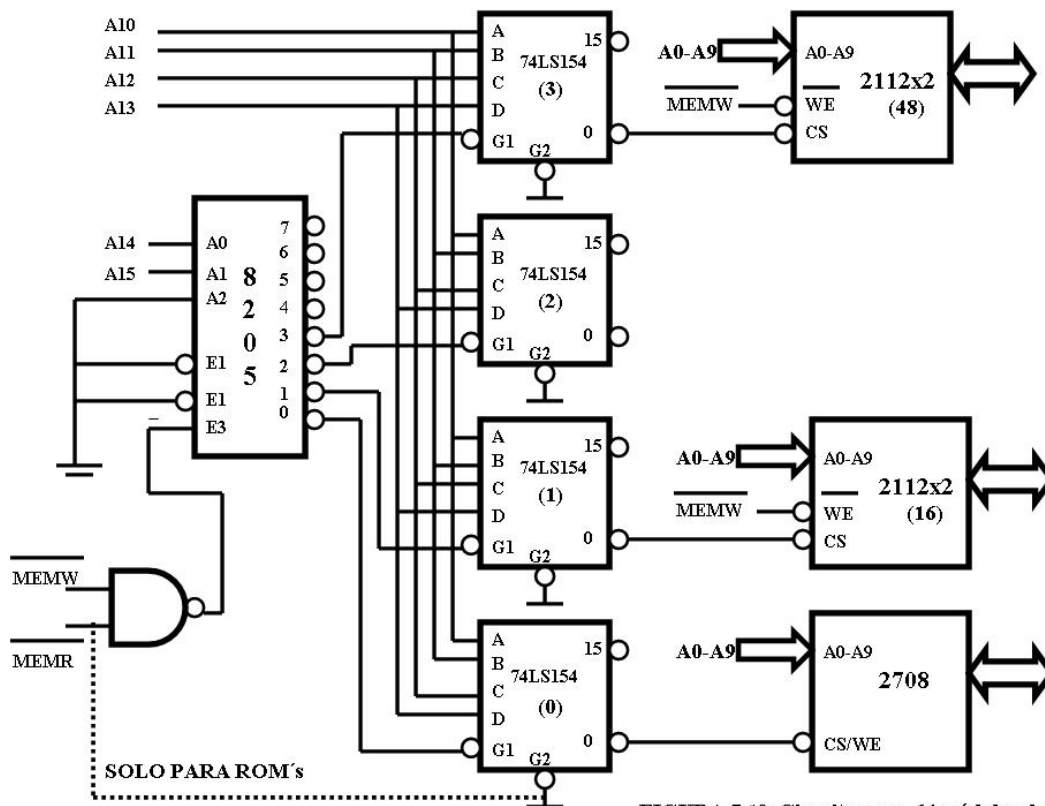 A10
A11
A12
A13
A
B
C
D
G1
15
74LS154
(3)
0
G2
A0-A9
A0-A9
2112x2
(48)
MEMW
WE
CS
A14
A15
A0
A1
A2
E1
E1
E3
8
2
0
5
7
6
5
4
3
2
1
0
A
B
C
D
G1
15
74LS154
(2)
0
G2
A
B
C
D
G1
15
74LS154
(1)
0
G2
A0-A9
A0-A9
2112x2
(16)
MEMW
WE
CS
MEMW
MEMR
A
B
C
D
G1
15
74LS154
(0)
0
G2
A0-A9
A0-A9
2708
CS/WE
SOLO PARA ROM´s